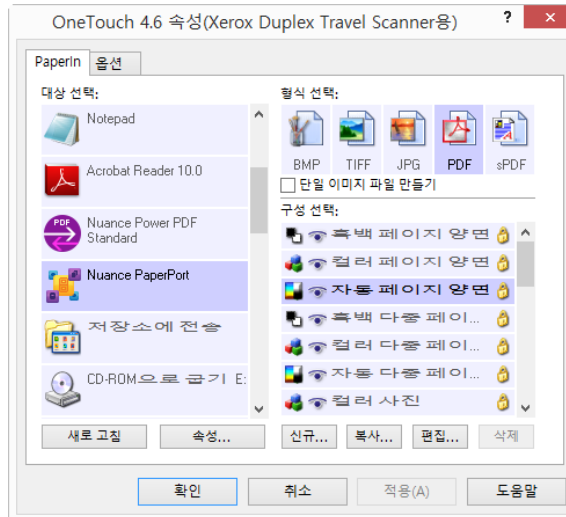 OneTouch 4.6 속성(Xerox Duplex Travel Scanner용)
? ×
PaperIn 옵션
대상 선택:
Notepad
Acrobat Reader 10.0
PDF
Nuance Power PDF
Standard
Nuance PaperPort
저장소에 전송
CD-ROM으로 굽기 E:
새로 고침 속성...
형식 선택:
BMP TIFF JPG PDF sPDF
단일 이미지 파일 만들기
구성 선택:
흑백 페이지 양면
컬러 페이지 양면
자동 페이지 양면
흑백 다중 페이...
컬러 다중 페이...
자동 다중 페이...
컬러 사진
신규... 복사... 편집... 삭제
확인 취소 적용(A) 도움말